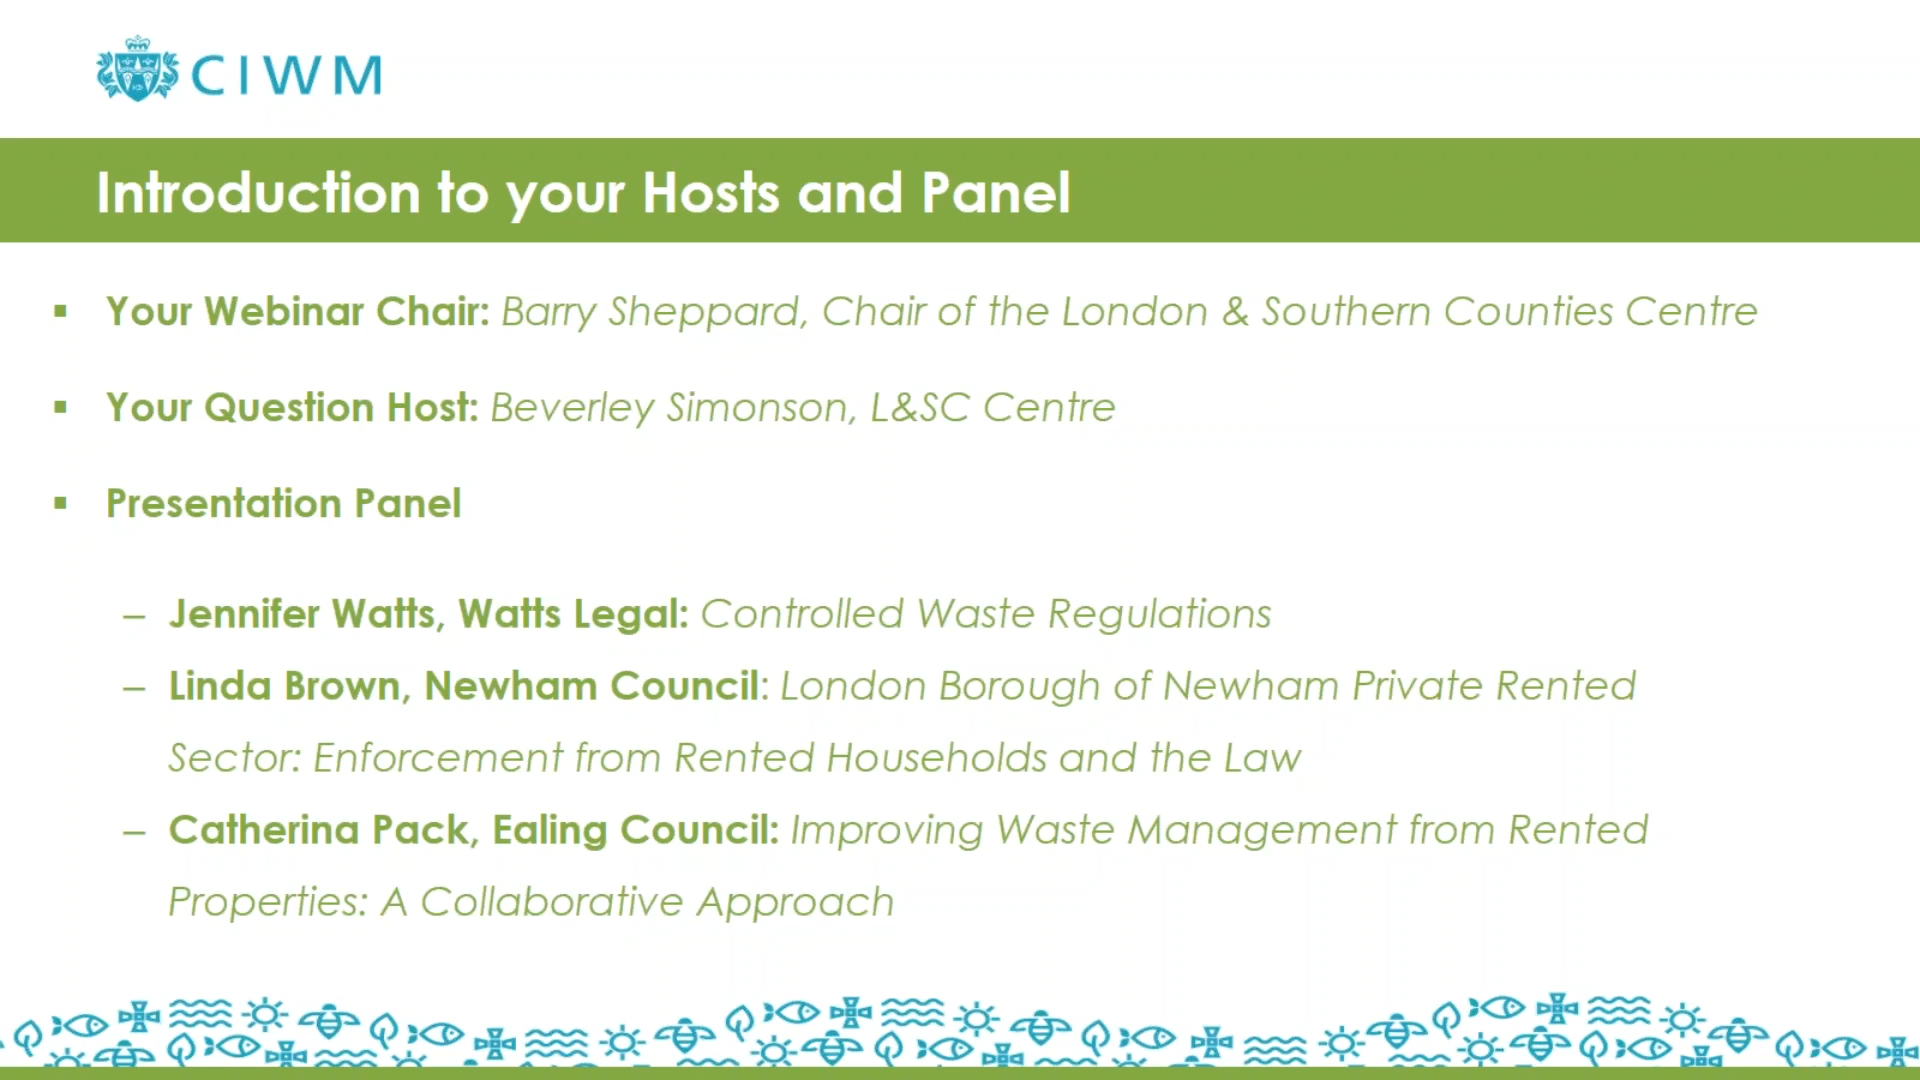 CIWM
Introduction to your Hosts and Panel
▪ Your Webinar Chair: Barry Sheppard, Chair of the London & Southern Counties Centre
▪ Your Question Host: Beverley Simonson, L&SC Centre
▪ Presentation Panel
– Jennifer Watts, Watts Legal: Controlled Waste Regulations
– Linda Brown, Newham Council: London Borough of Newham Private Rented
Sector: Enforcement from Rented Households and the Law
– Catherina Pack, Ealing Council: Improving Waste Management from Rented
Properties: A Collaborative Approach